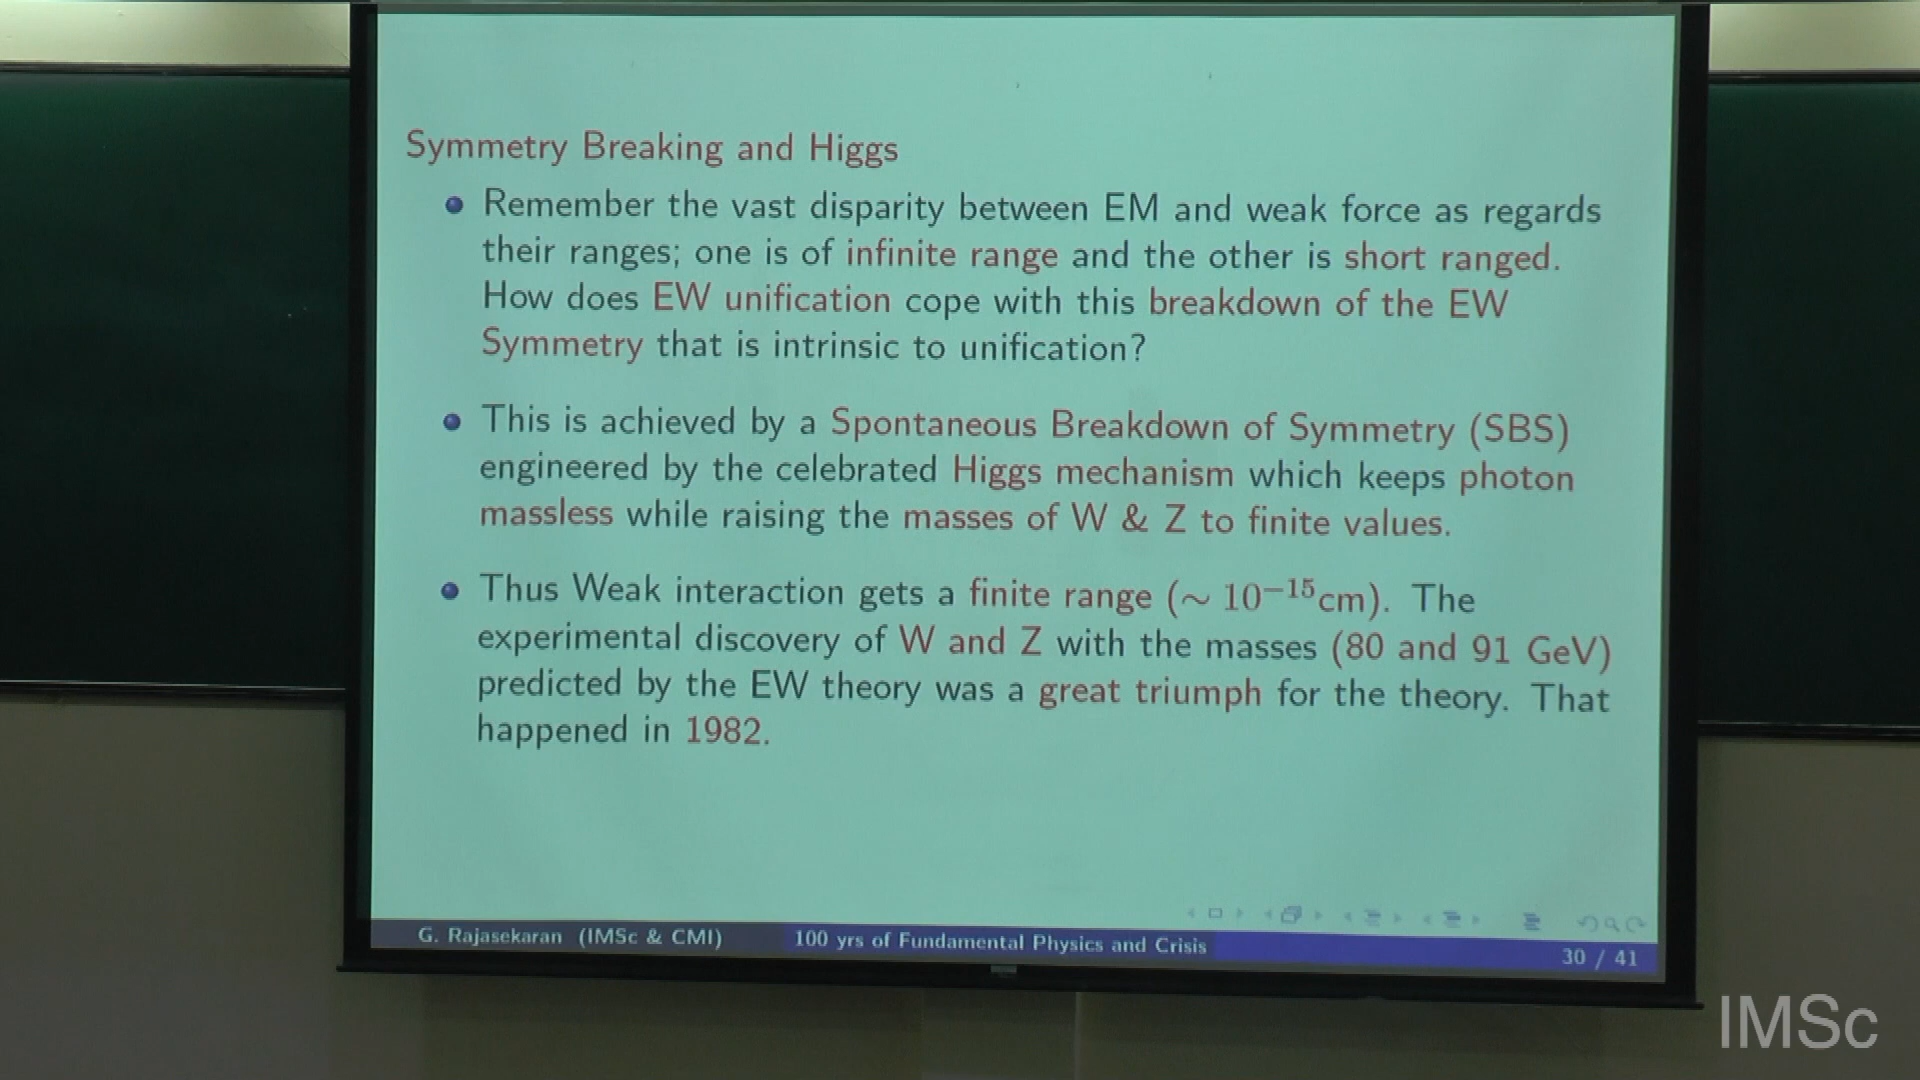 Symmetry Breaking and Higgs
Remember the vast disparity between EM and weak force as regards
their ranges; one is of infinite range and the other is short ranged.
How does EW unification cope with this breakdown of the EW
Symmetry that is intrinsic to unification?
This is achieved by a Spontaneous Breakdown of Symmetry (SBS)
engineered by the celebrated Higgs mechanism which keeps photon
massless while raising the masses of W & Z to finite values.
Thus Weak interaction gets a finite range (∼ 10⁻¹⁵cm). The
experimental discovery of W and Z with the masses (80 and 91 GeV)
predicted by the EW theory was a great triumph for the theory. That
happened in 1982.
G. Rajasekaran (IMSc & CMI) 100 yrs of Fundamental Physics and Crisis 30 / 41
IMSc